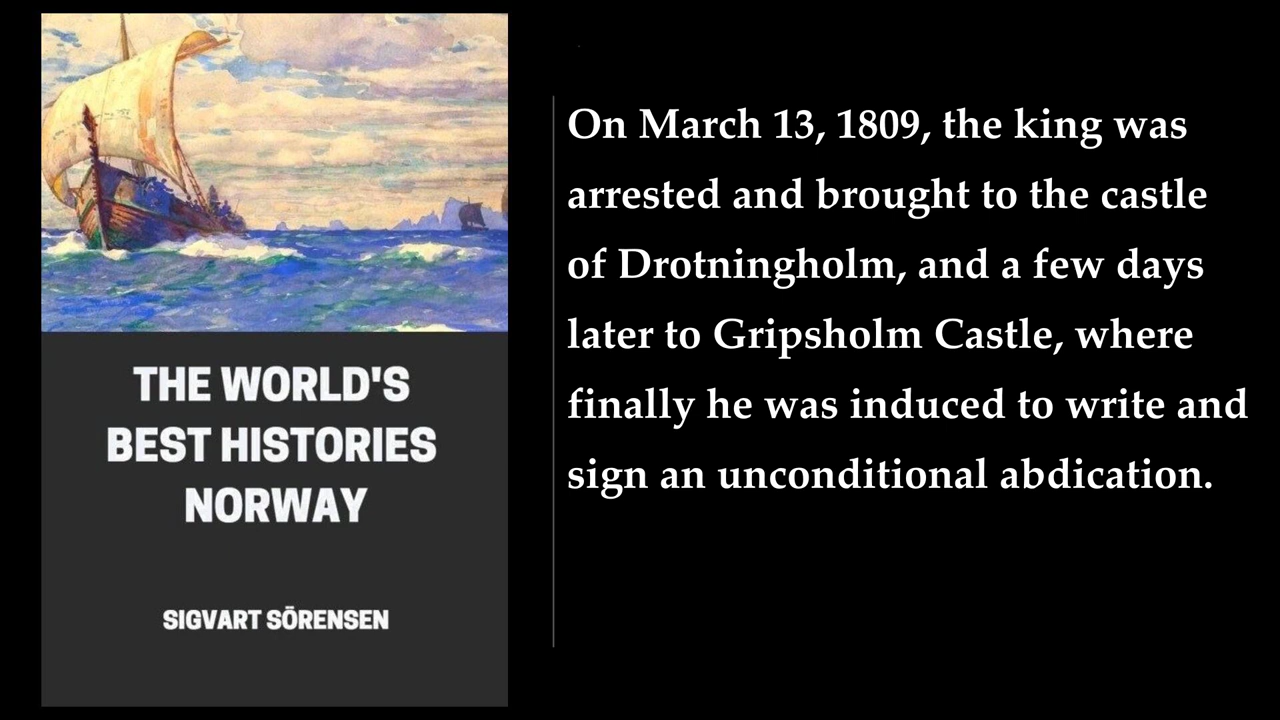 THE WORLD'S
BEST HISTORIES
NORWAY
SIGVART SÖRENSEN
On March 13, 1809, the king was
arrested and brought to the castle
of Drotningholm, and a few days
later to Gripsholm Castle, where
finally he was induced to write and
sign an unconditional abdication.